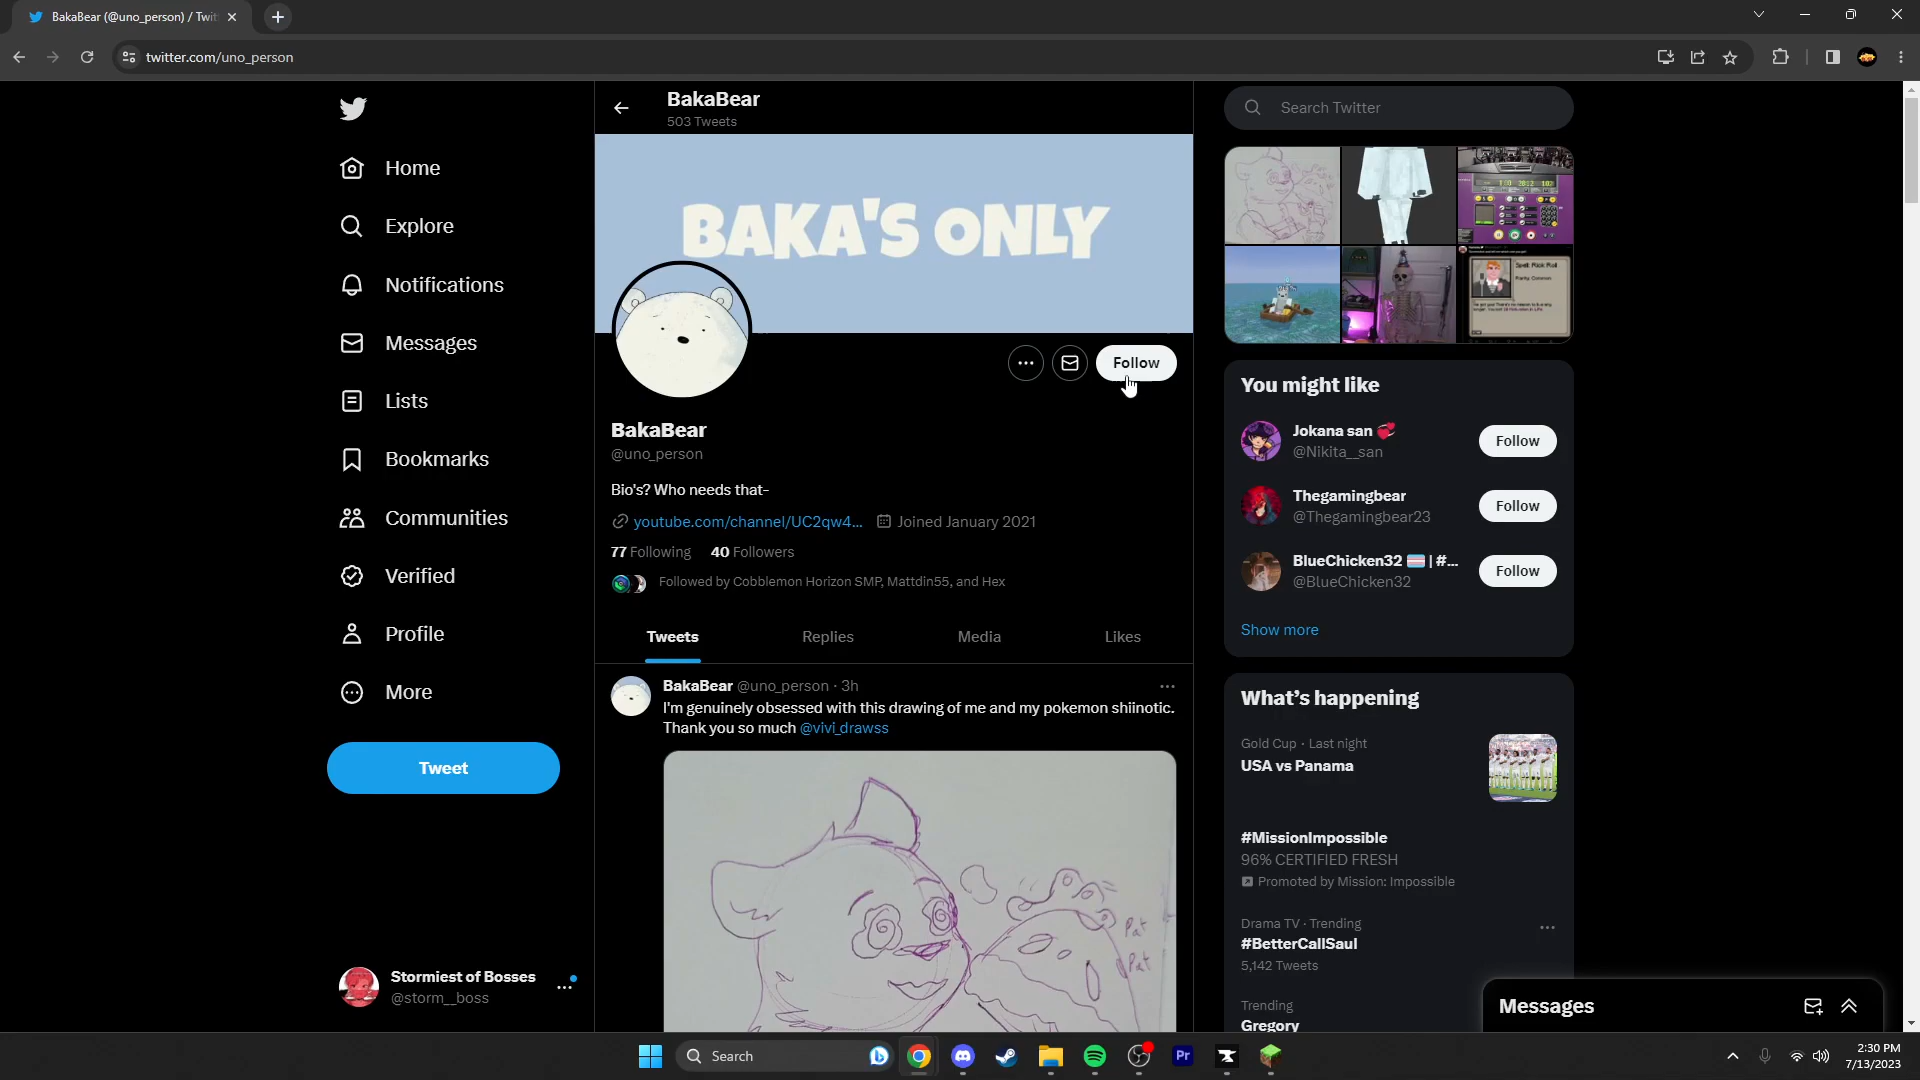 BakaBear (@uno_person) / Twit
twitter.com/uno_person
Home
Explore
Notifications
Messages
Lists
Bookmarks
Communities
Verified
Profile
More
Tweet
Stormiest of Bosses
@storm__boss
BakaBear
503 Tweets
BAKA'S ONLY
Follow
BakaBear
@uno_person
Bio's? Who needs that-
youtube.com/channel/UC2qw4... Joined January 2021
77 Following 40 Followers
Followed by Cobblemon Horizon SMP, Mattdin55, and Hex
Tweets Replies Media Likes
BakaBear @uno_person · 3h
I'm genuinely obsessed with this drawing of me and my pokemon shiinotic.
Thank you so much @vivi_drawss
Pat
Pat
Search Twitter
You might like
Jokana san
@Nikita__san
Follow
Thegamingbear
@Thegamingbear23
Follow
BlueChicken32 | #...
@BlueChicken32
Follow
Show more
What's happening
Gold Cup · Last night
USA vs Panama
#MissionImpossible
96% CERTIFIED FRESH
Promoted by Mission: Impossible
Drama TV · Trending
#BetterCallSaul
5,142 Tweets
Trending
Gregory
Messages
Search
Pr
2:30 PM
7/13/2023